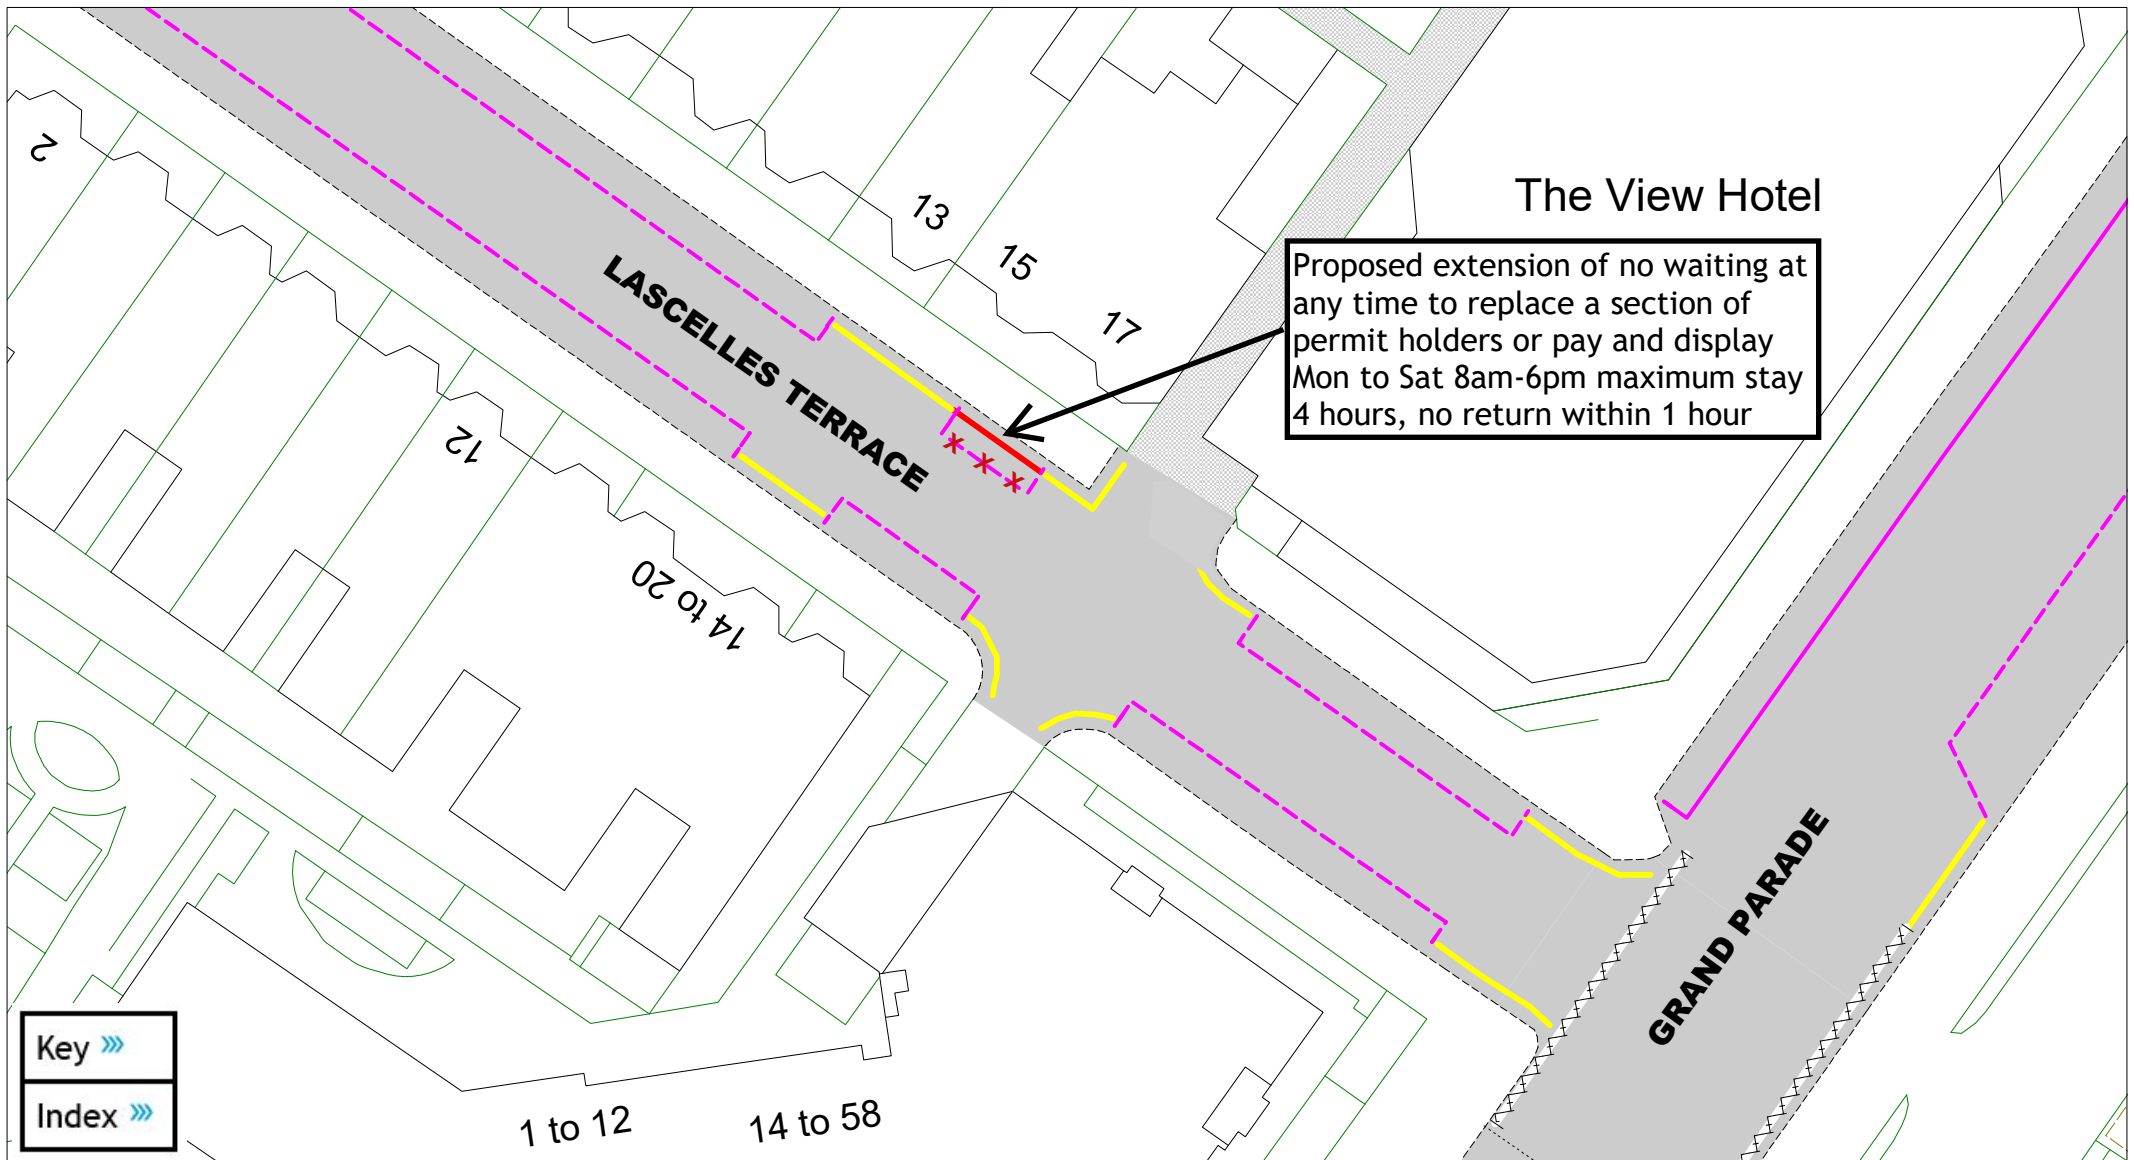 2
13
15
17
The View Hotel
Proposed extension of no waiting at
any time to replace a section of
permit holders or pay and display
Mon to Sat 8am-6pm maximum stay
4 hours, no return within 1 hour
LASCELLES TERRACE
x x x
12
14 to 20
GRAND PARADE
Key »»
Index »»
1 to 12
14 to 58